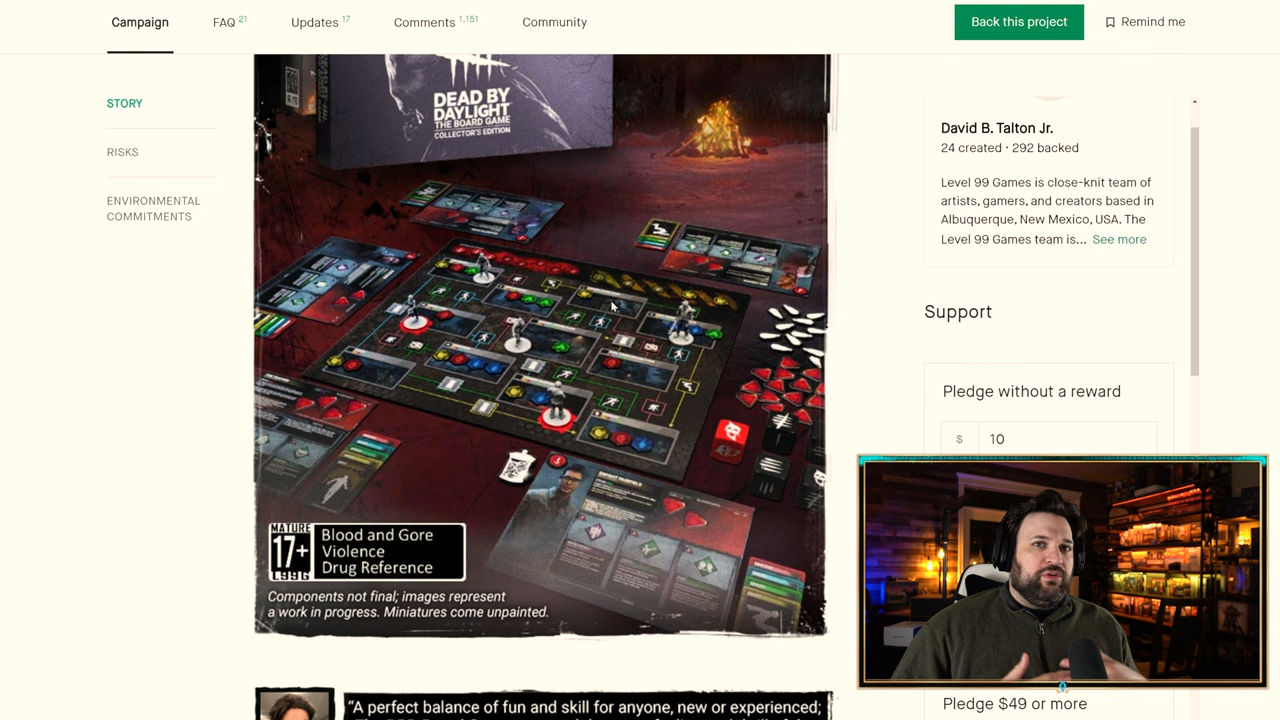 Campaign
FAQ 21
Updates 17
Comments 1,151
Community
Back this project
Remind me
STORY
RISKS
ENVIRONMENTAL
COMMITMENTS
DEAD BY
DAYLIGHT
THE BOARD GAME
COLLECTOR'S EDITION
DWIGHT FAIRFIELD
MATURE
17+
L99G
Blood and Gore
Violence
Drug Reference
Components not final; images represent
a work in progress. Miniatures come unpainted.
"A perfect balance of fun and skill for anyone, new or experienced;
David B. Talton Jr.
24 created · 292 backed
Level 99 Games is close-knit team of
artists, gamers, and creators based in
Albuquerque, New Mexico, USA. The
Level 99 Games team is... See more
Support
Pledge without a reward
$ 10
Pledge $49 or more